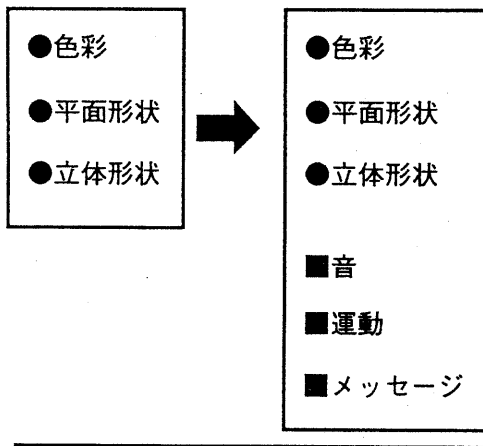 ●色彩
●平面形状
●立体形状
●色彩
●平面形状
●立体形状
■音
■運動
■メッセージ